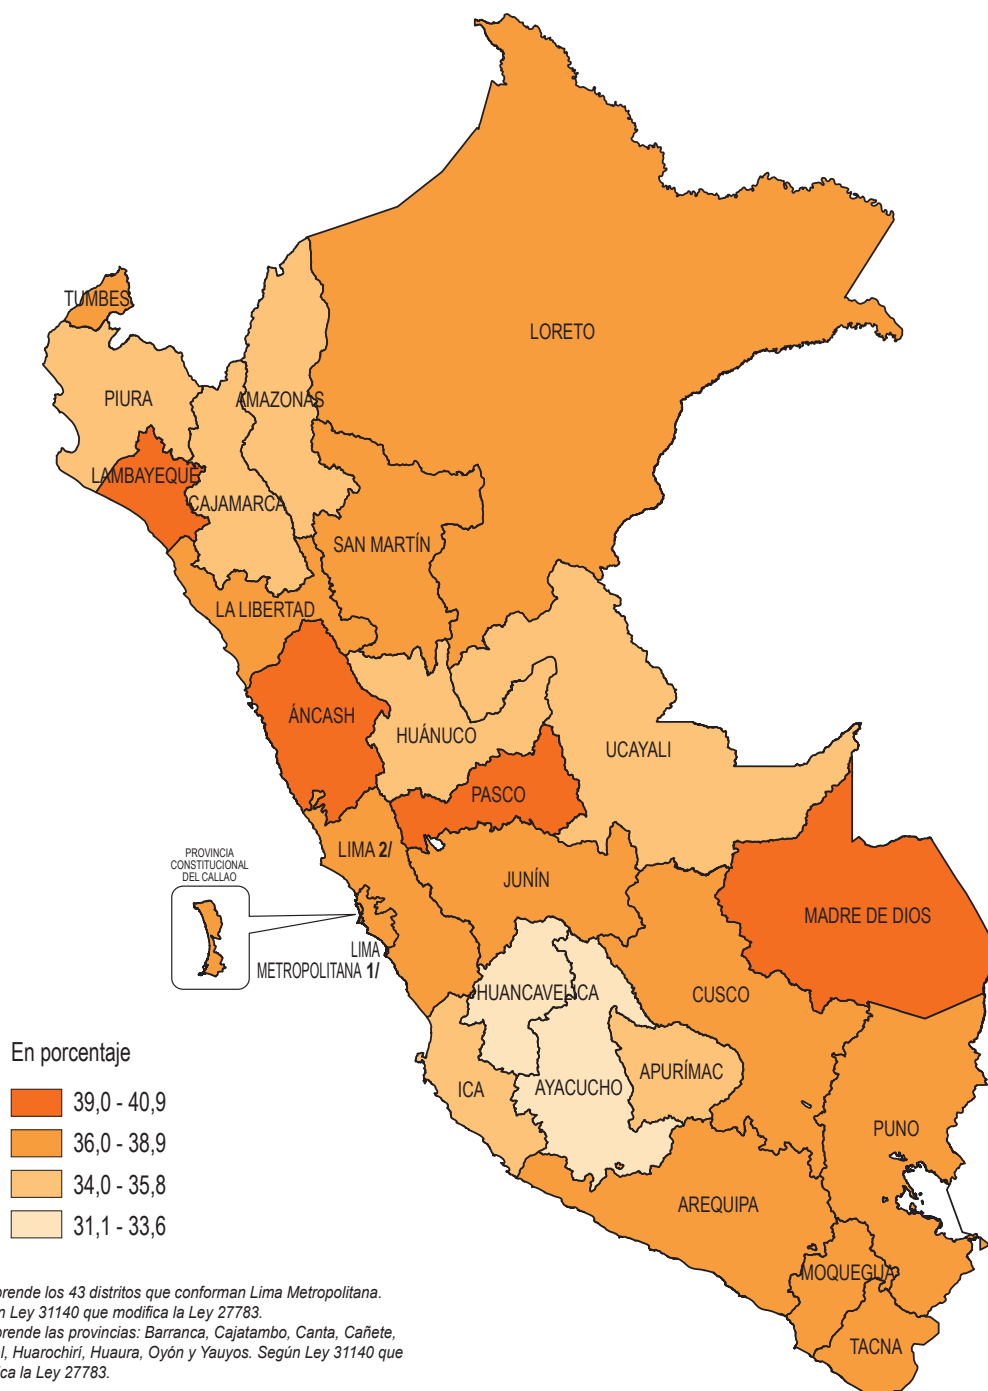 TUMBES
LORETO
PIURA
AMAZONAS
LAMBAYEQUE
CAJAMARCA
SAN MARTÍN
LA LIBERTAD
ÁNCASH
HUÁNUCO
UCAYALI
PASCO
LIMA 2/
PROVINCIA
CONSTITUCIONAL
DEL CALLAO
JUNÍN
MADRE DE DIOS
LIMA
METROPOLITANA 1/
HUANCAVELICA
CUSCO
ICA
AYACUCHO
APURÍMAC
PUNO
AREQUIPA
MOQUEGUA
TACNA
En porcentaje
39,0 - 40,9
36,0 - 38,9
34,0 - 35,8
31,1 - 33,6
los 43 distritos que conforman Lima Metropolitana.
Ley 31140 que modifica la Ley 27783.
las provincias: Barranca, Cajatambo, Canta, Cañete,
Huarochirí, Huaura, Oyón y Yauyos. Según Ley 31140 que
la Ley 27783.